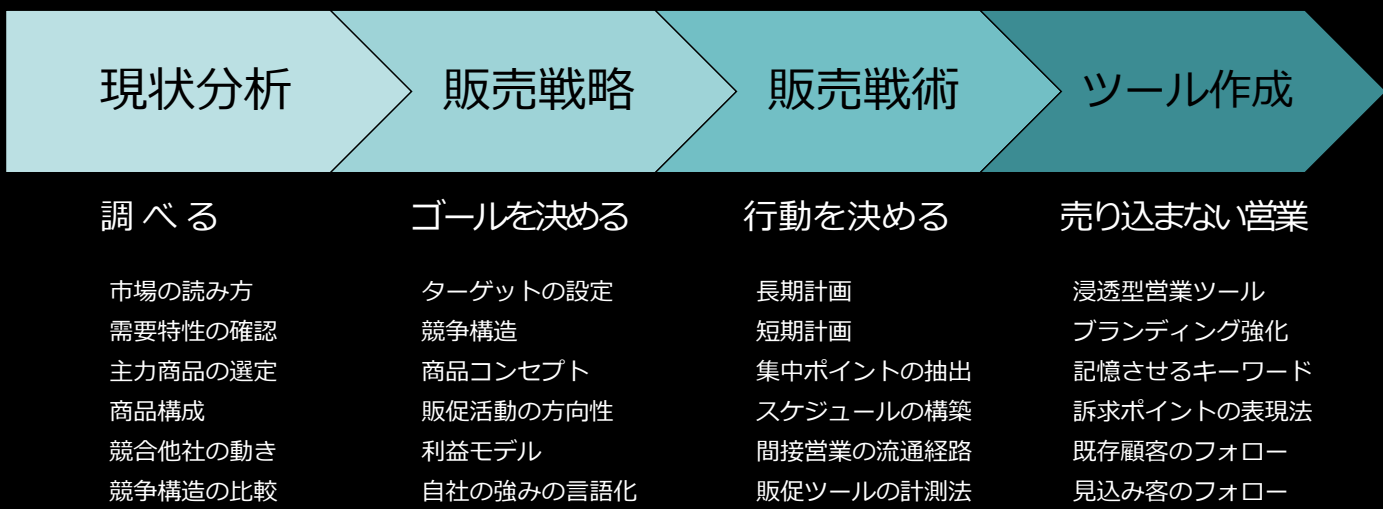 現状分析
販売戦略
販売戦術
ツール作成
調べる
ゴールを決める
行動を決める
売り込まない営業
市場の読み方
需要特性の確認
主力商品の選定
商品構成
競合他社の動き
競争構造の比較
ターゲットの設定
競争構造
商品コンセプト
販促活動の方向性
利益モデル
自社の強みの言語化
長期計画
短期計画
集中ポイントの抽出
スケジュールの構築
間接営業の流通経路
販促ツールの計測法
浸透型営業ツール
ブランディング強化
記憶させるキーワード
訴求ポイントの表現法
既存顧客のフォロー
見込み客のフォロー